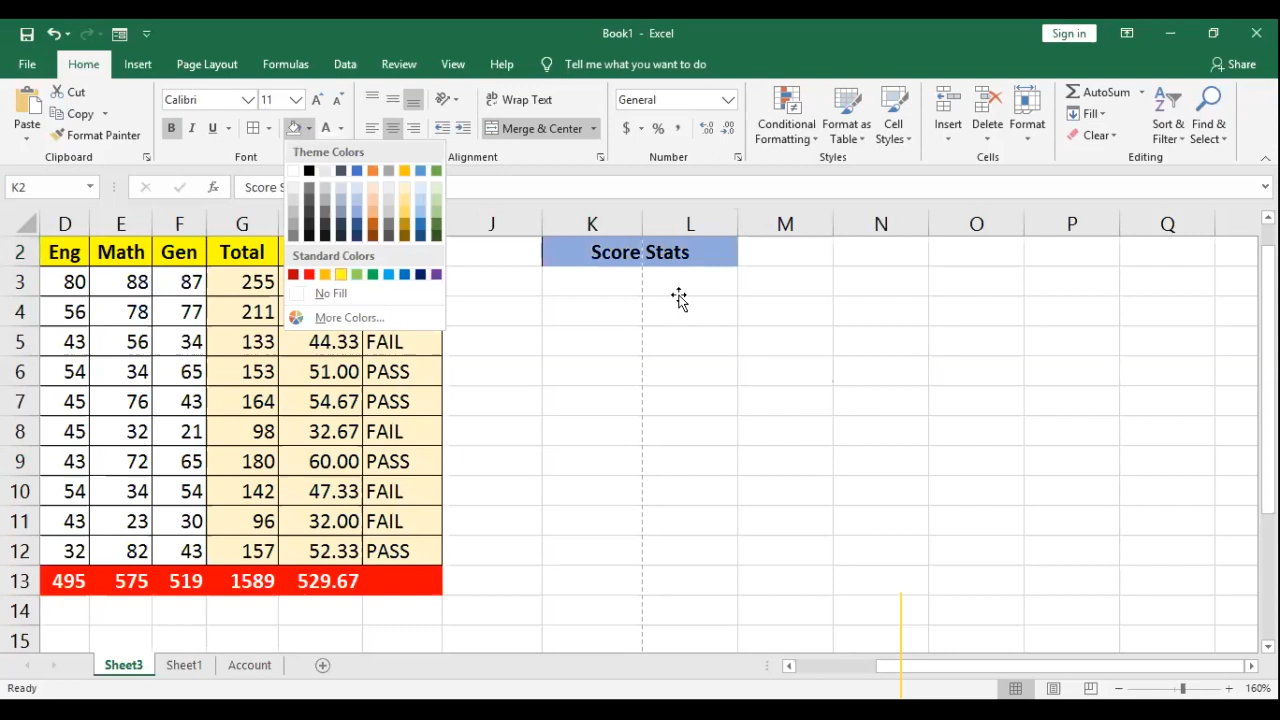 Book1 - Excel
Sign in
File Home Insert Page Layout Formulas Data Review View Help Tell me what you want to do Share
Paste
Cut
Copy
Format Painter
Clipboard
Calibri 11
B I U
Font
Wrap Text
Merge & Center
Alignment
General
$ % ,
Number
Conditional Formatting
Format as Table
Cell Styles
Styles
Insert Delete Format
Cells
AutoSum
Fill
Clear
Sort & Filter
Find & Select
Editing
K2 fx Score S
Theme Colors
Standard Colors
No Fill
More Colors...
D E F G J K L M N O P Q
2 Eng Math Gen Total Score Stats
3 80 88 87 255
4 56 78 77 211
5 43 56 34 133 44.33 FAIL
6 54 34 65 153 51.00 PASS
7 45 76 43 164 54.67 PASS
8 45 32 21 98 32.67 FAIL
9 43 72 65 180 60.00 PASS
10 54 34 54 142 47.33 FAIL
11 43 23 30 96 32.00 FAIL
12 32 82 43 157 52.33 PASS
13 495 575 519 1589 529.67
14
15
Sheet3 Sheet1 Account
Ready 160%